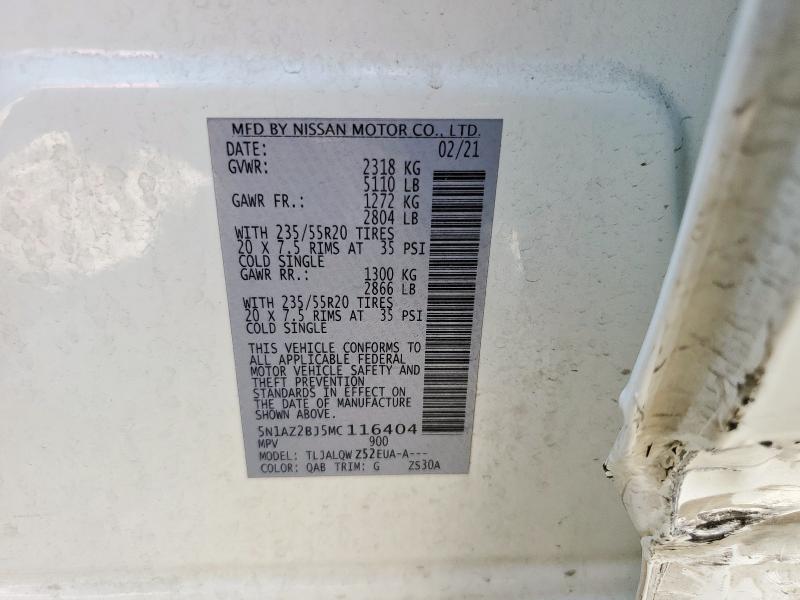 MFD BY NISSAN MOTOR CO., LTD.
DATE: 02/21
GVWR: 2318 KG
5110 LB
GAWR FR.: 1272 KG
2804 LB
WITH 235/55R20 TIRES
20 X 7.5 RIMS AT 35 PSI
COLD SINGLE
GAWR RR.: 1300 KG
2866 LB
WITH 235/55R20 TIRES
20 X 7.5 RIMS AT 35 PSI
COLD SINGLE
THIS VEHICLE CONFORMS TO
ALL APPLICABLE FEDERAL
MOTOR VEHICLE SAFETY AND
THEFT PREVENTION
STANDARDS IN EFFECT ON
THE DATE OF MANUFACTURE
SHOWN ABOVE.
5N1AZ2BJ5MC116404
MPV 900
MODEL: TLJALQW Z52EUA-A---
COLOR: QAB TRIM: G ZS30A